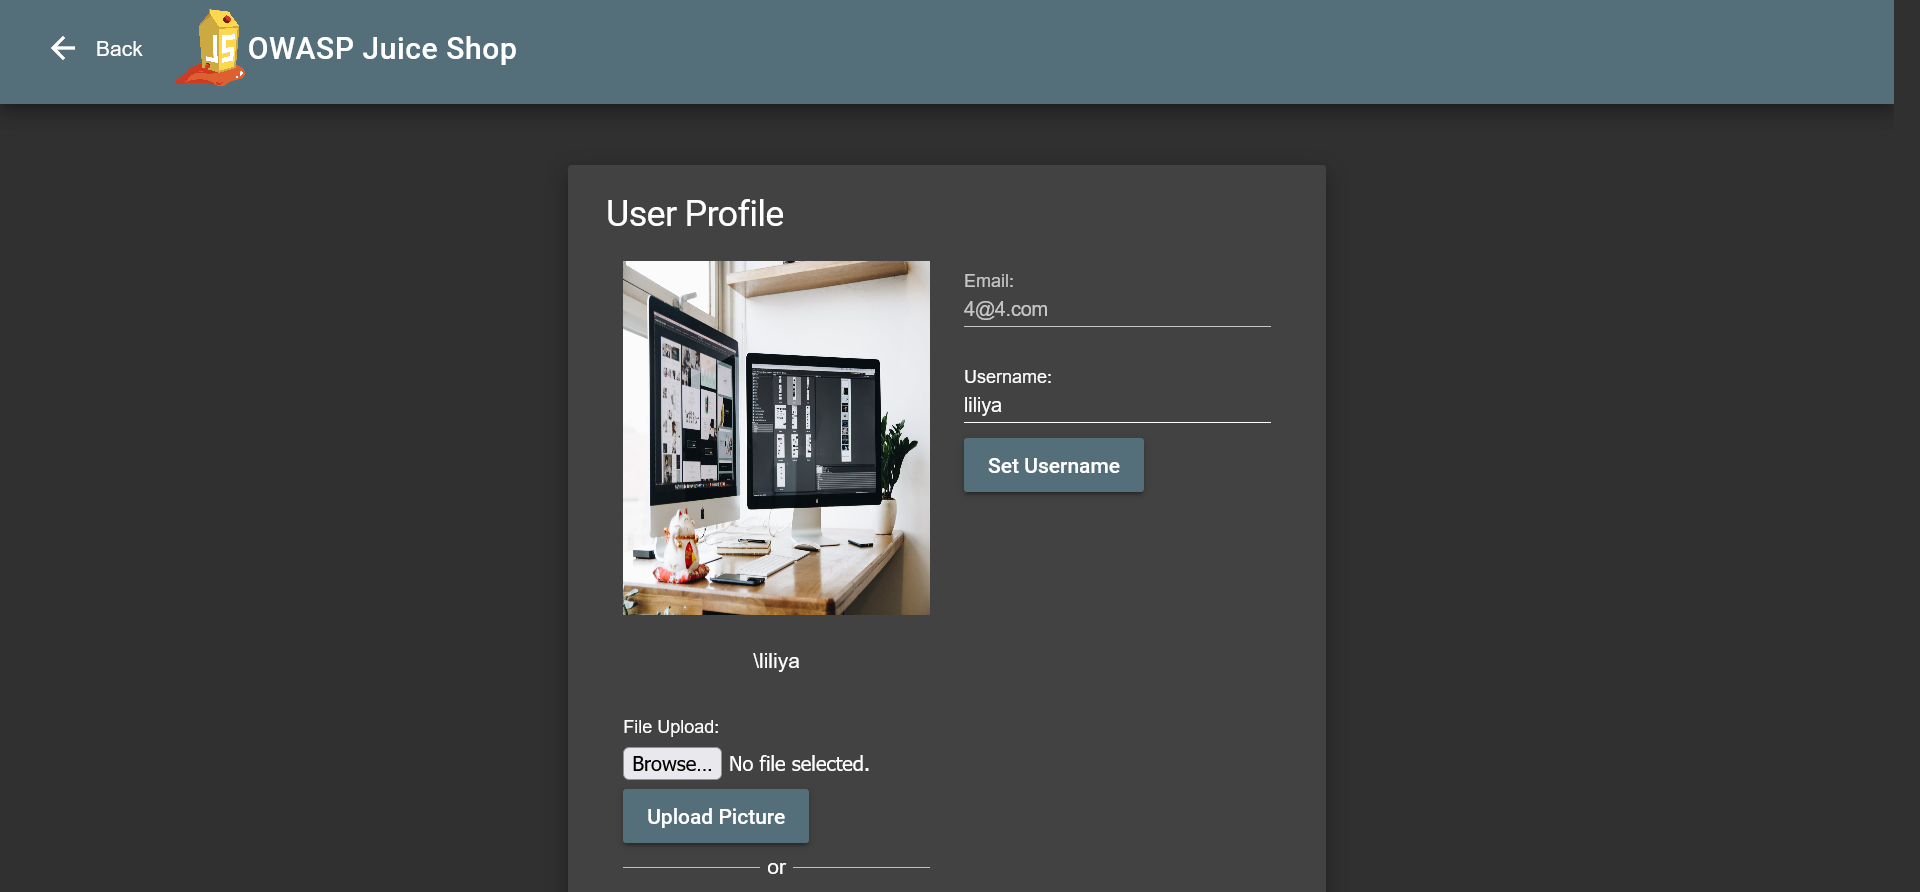 Back
OWASP Juice Shop
User Profile
Email:
4@4.com
Username:
liliya
Set Username
\liliya
File Upload:
Browse... No file selected.
Upload Picture
or